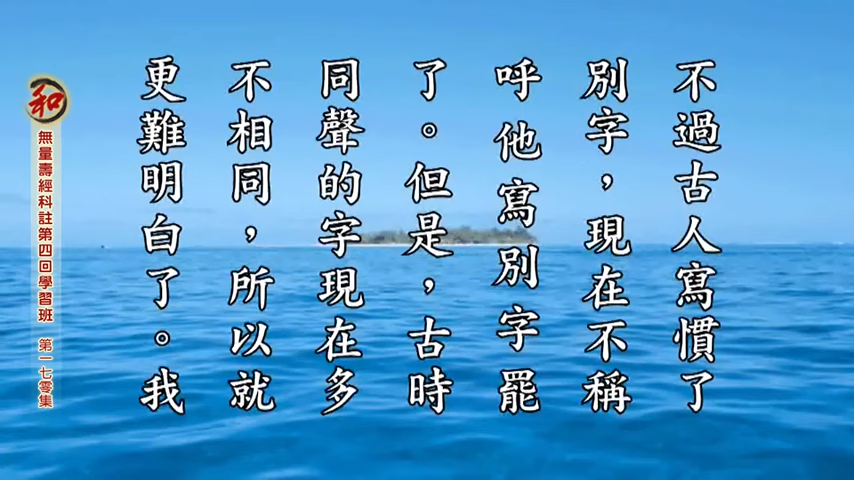 不過古人寫慣了
別字，現在不稱
呼他寫別字罷
了。但是，古時
同聲的字現在多
不相同，所以就
更難明白了。我
和
無量壽經科註第四回學習班 第一七零集